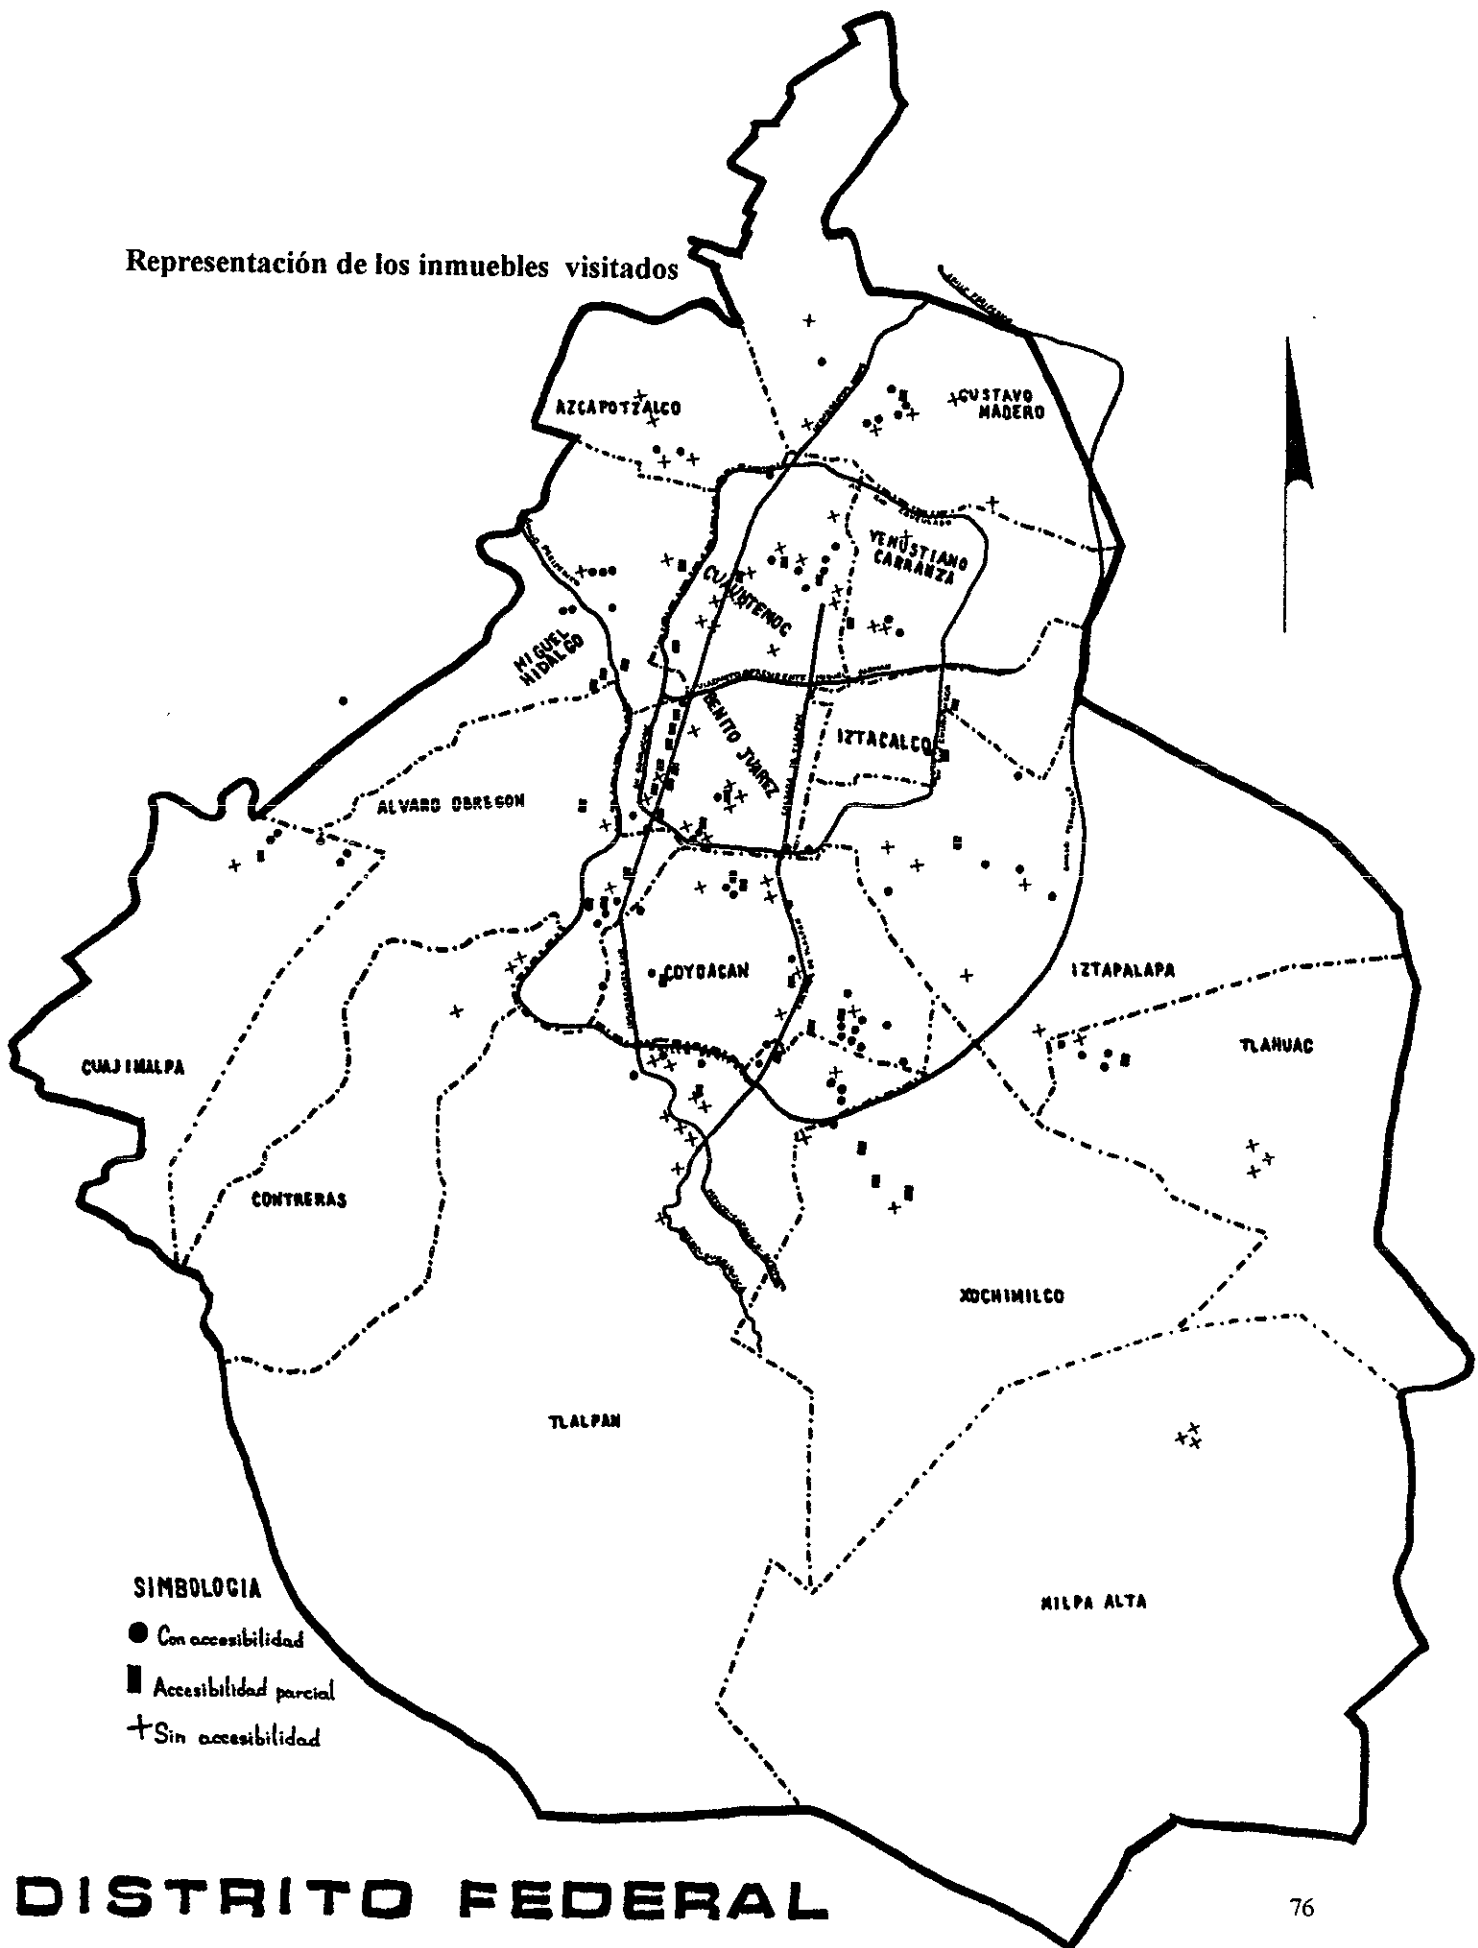 Representación de los inmuebles visitados
AZCAPOTZALCO
GUSTAVO
MADERO
VENUSTIANO
CARRANZA
CUAUHTEMOC
MIGUEL
HIDALGO
BENITO JUAREZ
IZTACALCO
ALVARO OBREGON
COYOACAN
IZTAPALAPA
TLAHUAC
CUAJIMALPA
CONTRERAS
XOCHIMILCO
TLALPAN
MILPA ALTA
SIMBOLOGIA
Con accesibilidad
Accesibilidad parcial
Sin accesibilidad
DISTRITO FEDERAL
76